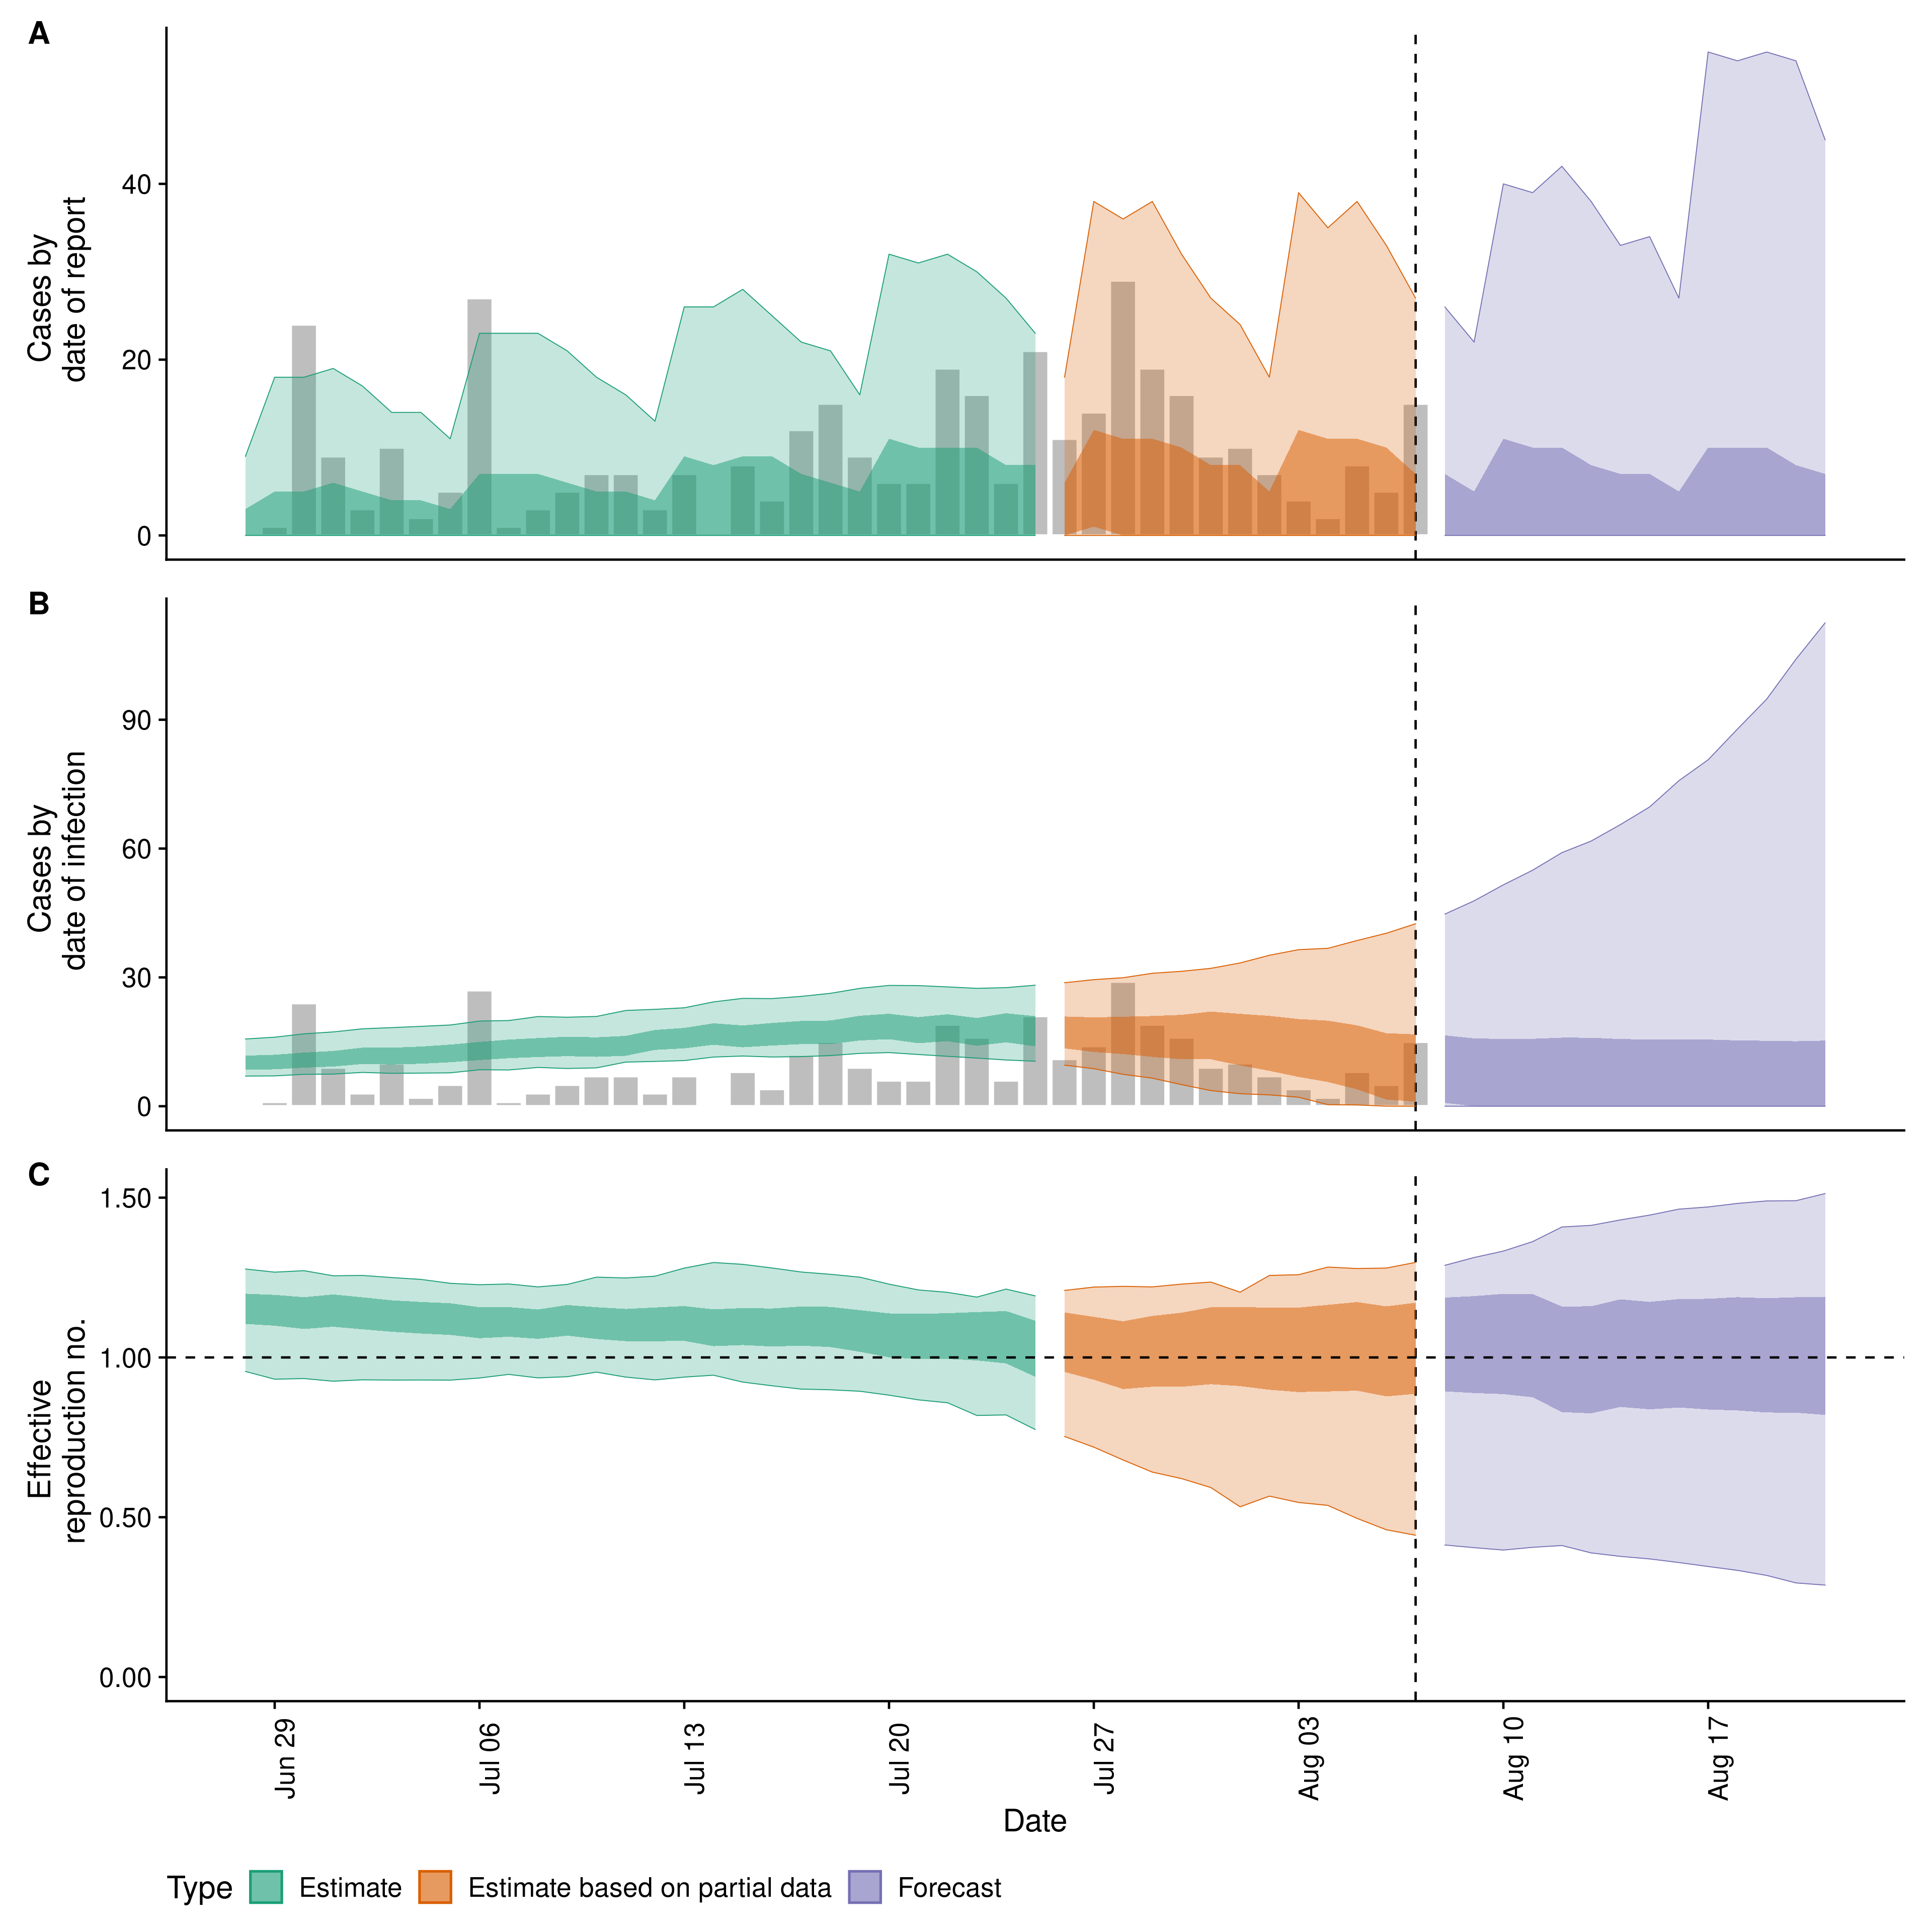 A
Cases by
date of report
40
20
0
B
Cases by
date of infection
90
60
30
0
C
Effective
reproduction no.
1.50
1.00
0.50
0.00
Jun 29
Jul 06
Jul 13
Jul 20
Jul 27
Aug 03
Aug 10
Aug 17
Date
Type Estimate Estimate based on partial data Forecast